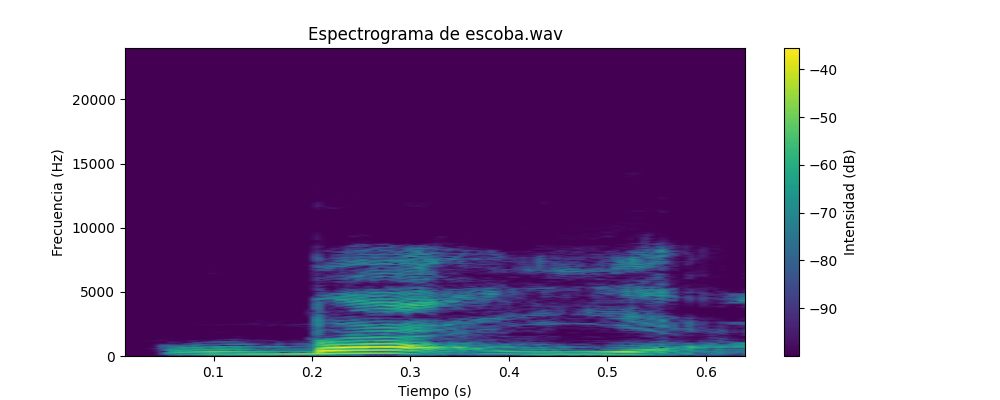 Espectrograma de escoba.wav
Frecuencia (Hz)
20000
15000
10000
5000
0
0.1 0.2 0.3 0.4 0.5 0.6
Tiempo (s)
−40
−50
−60
−70
−80
−90
Intensidad (dB)